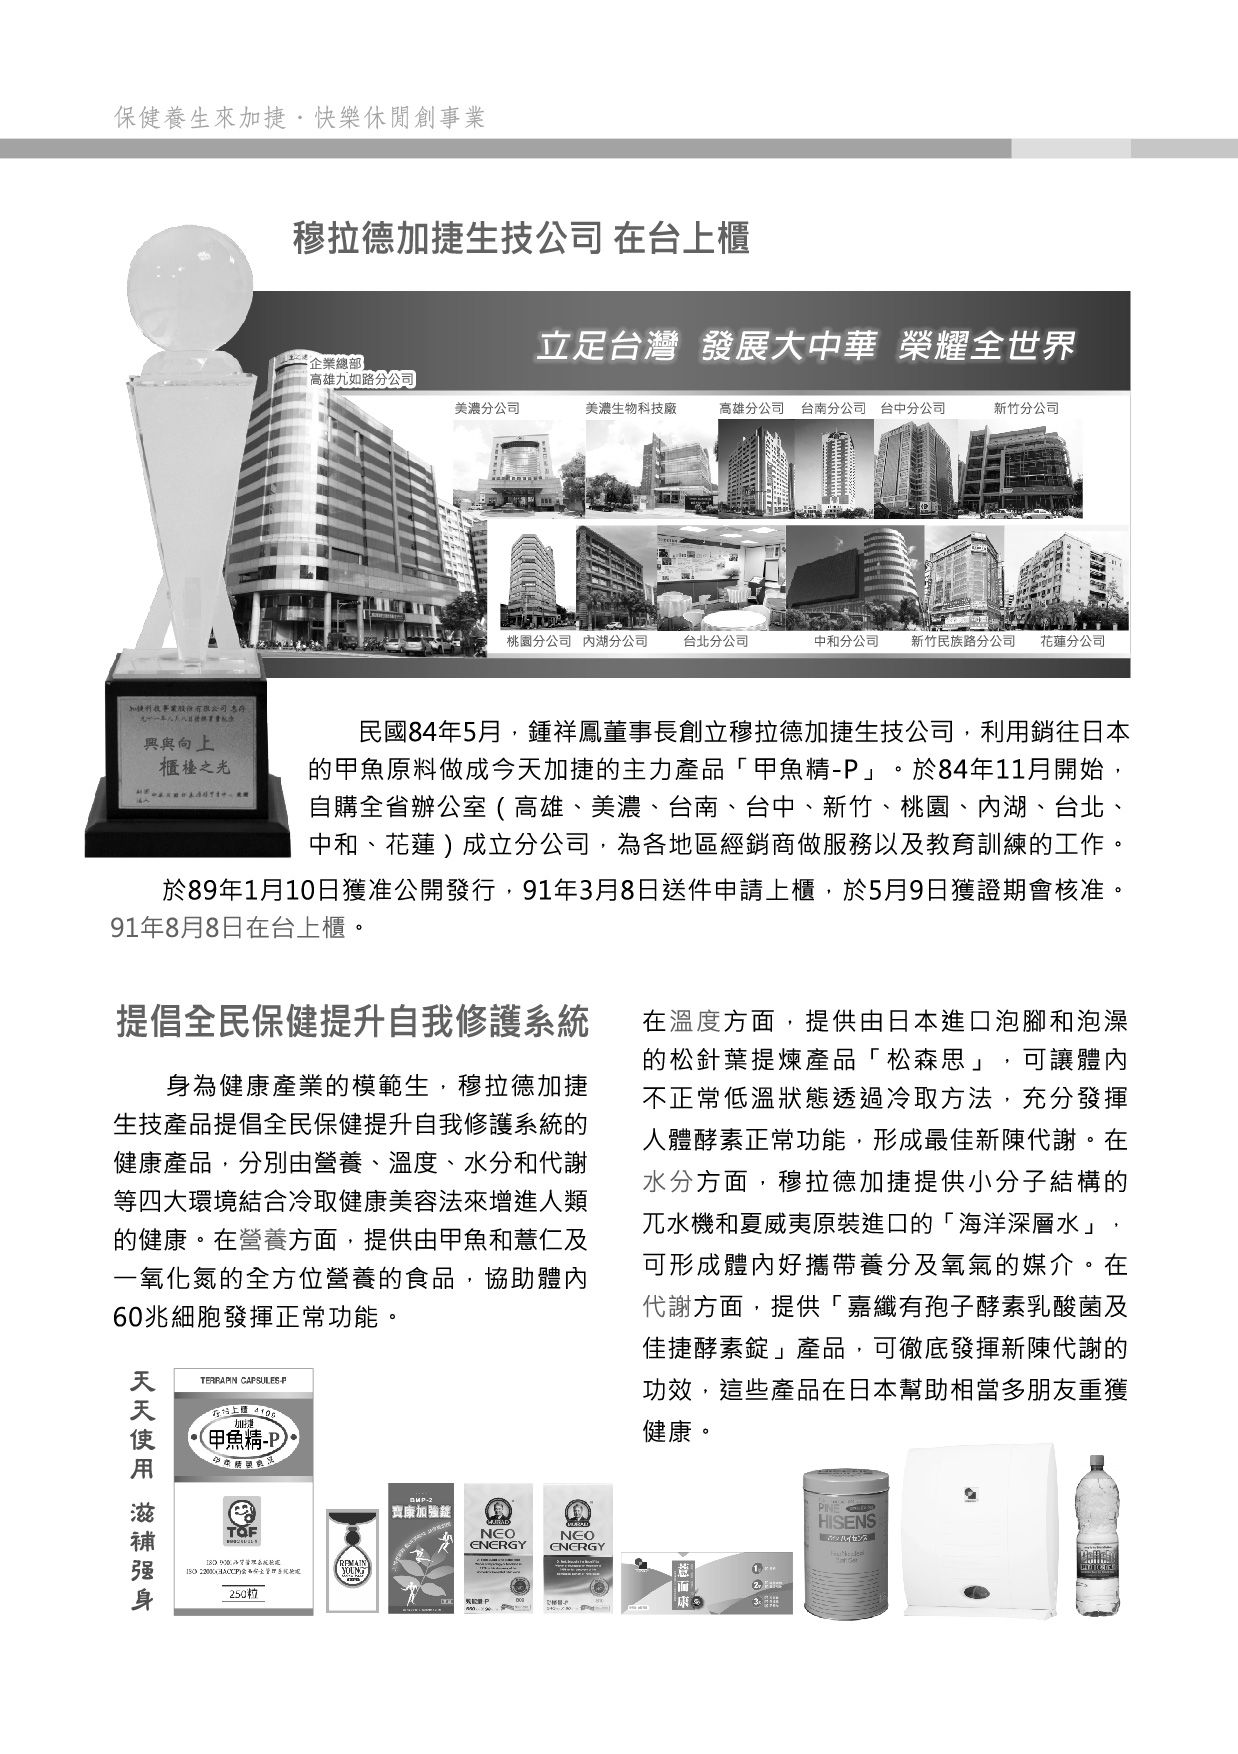 保健養生來加捷・快樂休閒創事業
穆拉德加捷生技公司 在台上櫃
立足台灣 發展大中華 榮耀全世界
企業總部
高雄九如路分公司
美濃分公司
美濃生物科技廠
高雄分公司
台南分公司
台中分公司
新竹分公司
桃園分公司
內湖分公司
台北分公司
中和分公司
新竹民族路分公司
花蓮分公司
興與向上
櫃檯之光
民國84年5月，鍾祥鳳董事長創立穆拉德加捷生技公司，利用銷往日本
的甲魚原料做成今天加捷的主力產品「甲魚精-P」。於84年11月開始，
自購全省辦公室（高雄、美濃、台南、台中、新竹、桃園、內湖、台北、
中和、花蓮）成立分公司，為各地區經銷商做服務以及教育訓練的工作。
於89年1月10日獲准公開發行，91年3月8日送件申請上櫃，於5月9日獲證期會核准。
91年8月8日在台上櫃。
提倡全民保健提升自我修護系統
身為健康產業的模範生，穆拉德加捷
生技產品提倡全民保健提升自我修護系統的
健康產品，分別由營養、溫度、水分和代謝
等四大環境結合冷取健康美容法來增進人類
的健康。在營養方面，提供由甲魚和薏仁及
一氧化氮的全方位營養的食品，協助體內
60兆細胞發揮正常功能。
在溫度方面，提供由日本進口泡腳和泡澡
的松針葉提煉產品「松森思」，可讓體內
不正常低溫狀態透過冷取方法，充分發揮
人體酵素正常功能，形成最佳新陳代謝。在
水分方面，穆拉德加捷提供小分子結構的
兀水機和夏威夷原裝進口的「海洋深層水」，
可形成體內好攜帶養分及氧氣的媒介。在
代謝方面，提供「嘉纖有孢子酵素乳酸菌及
佳捷酵素錠」產品，可徹底發揮新陳代謝的
功效，這些產品在日本幫助相當多朋友重獲
健康。
天天使用 滋補强身
TERRAPIN CAPSULES-P
在台上櫃 4109
加捷
甲魚精-P
TQF
250粒
REMAIN
YOUNG
BMP-2
寶康加強錠
MURAD
NEO
ENERGY
MURAD
NEO
ENERGY
薏而康
PINE
HISENS